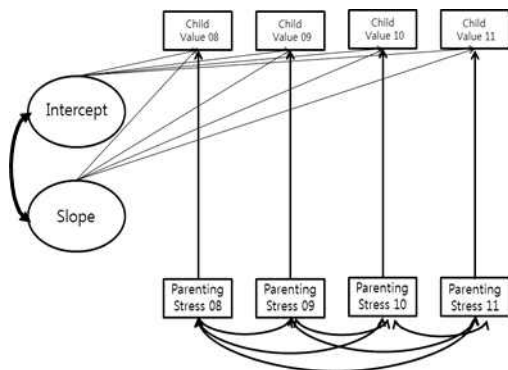 Child
Value 08
Child
Value 09
Child
Value 10
Child
Value 11
Intercept
Slope
Parenting
Stress 08
Parenting
Stress 09
Parenting
Stress 10
Parenting
Stress 11